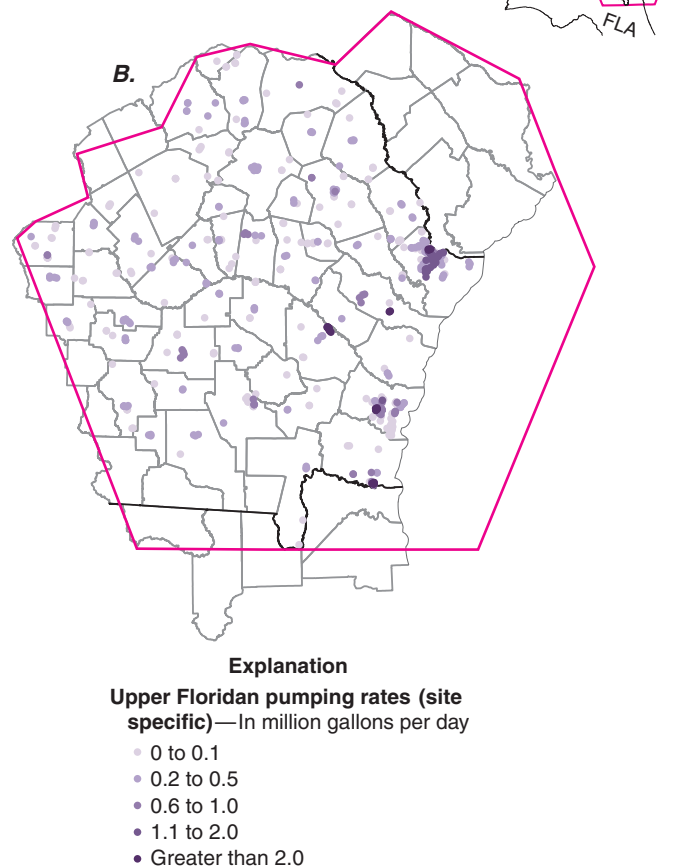 FLA
B.
Explanation
Upper Floridan pumping rates (site
specific)—In million gallons per day
0 to 0.1
0.2 to 0.5
0.6 to 1.0
1.1 to 2.0
Greater than 2.0